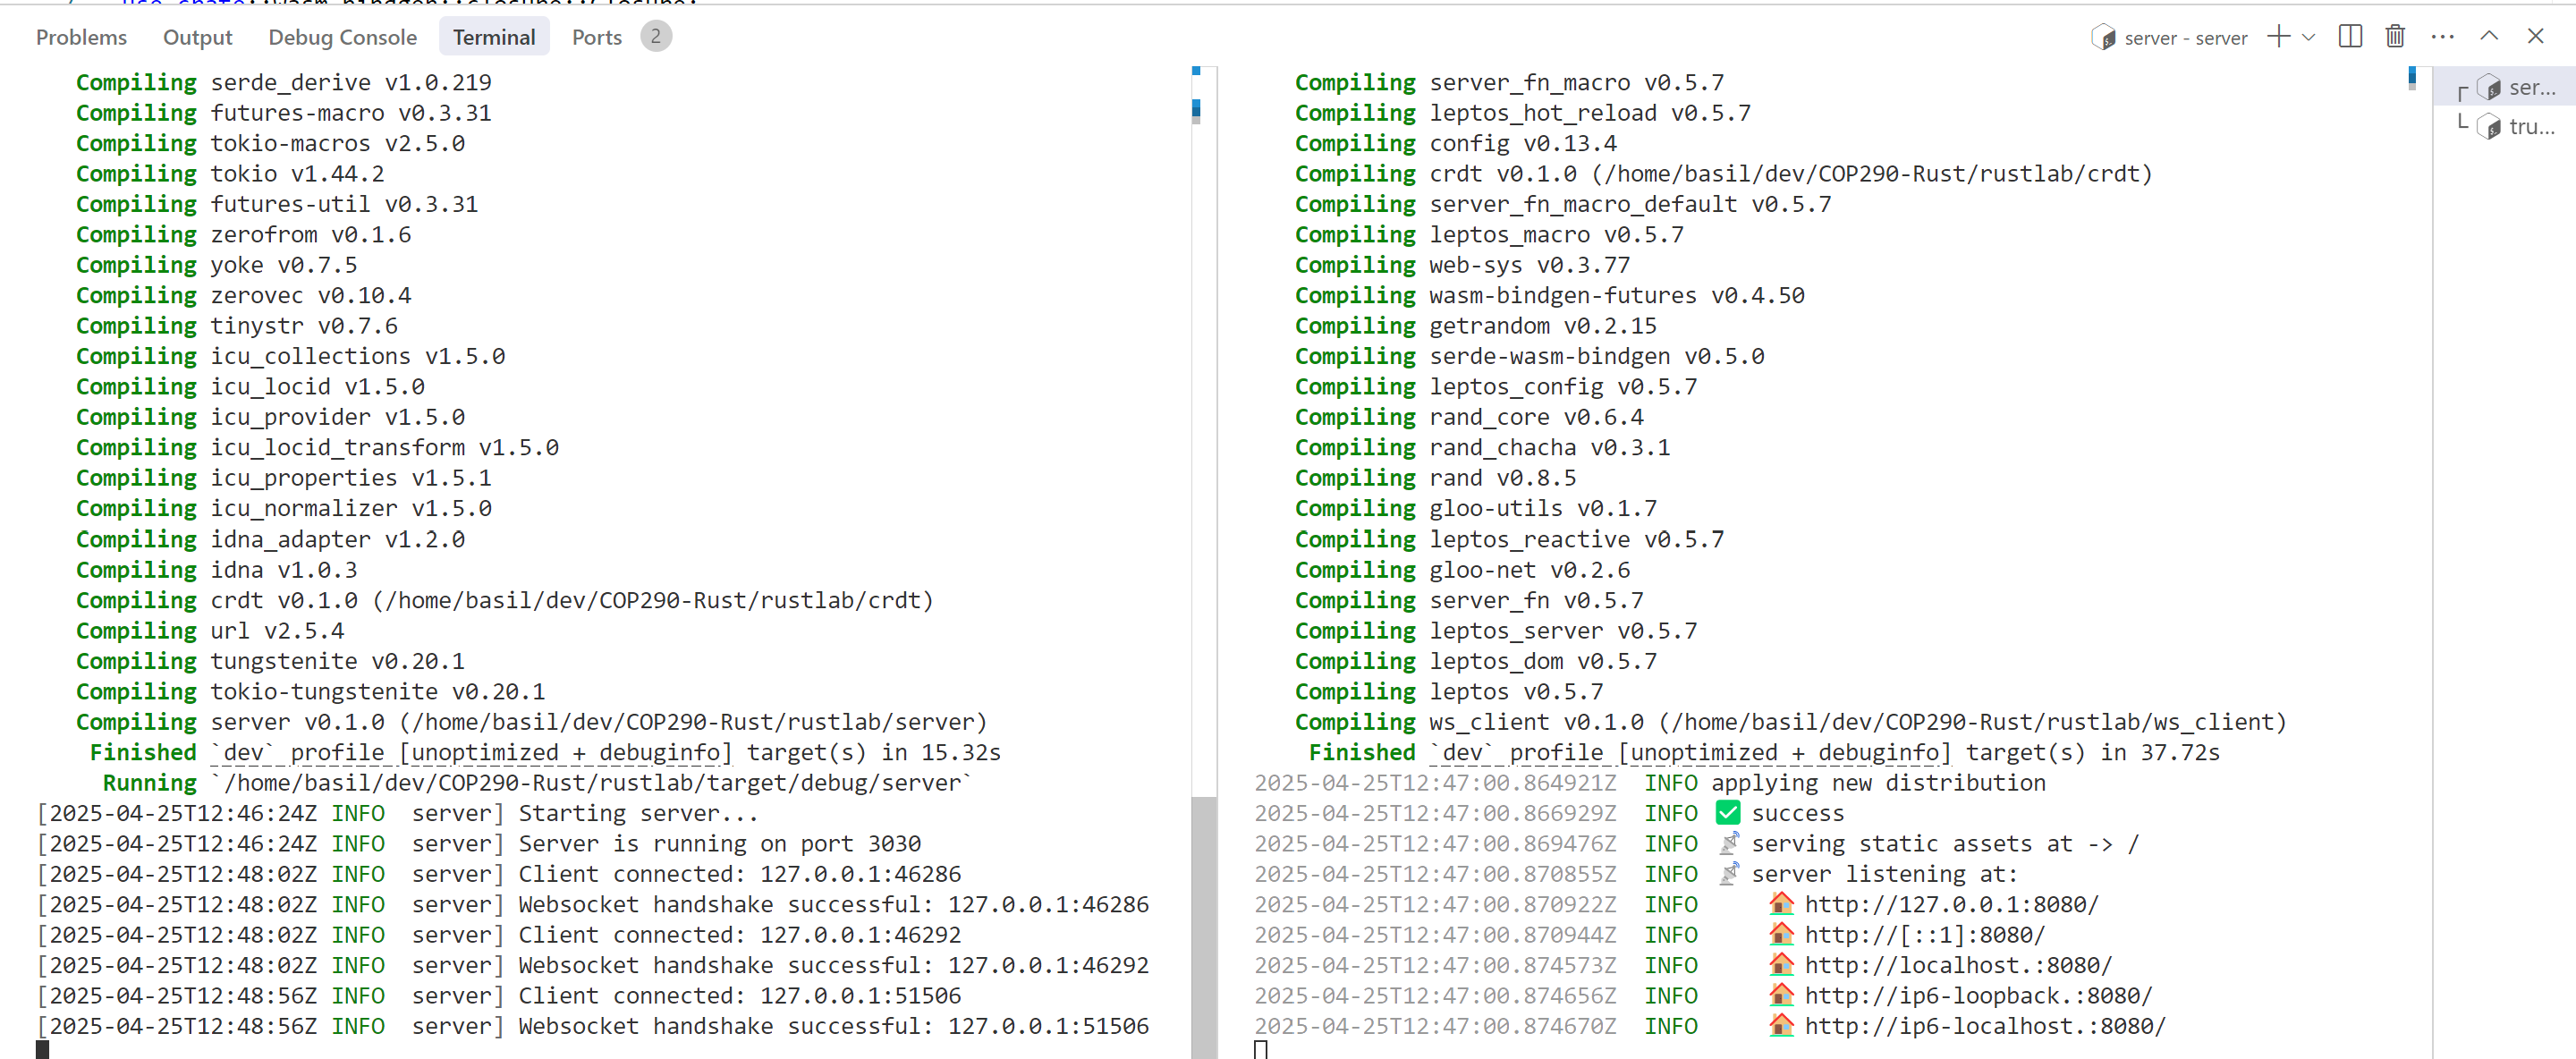 Problems Output Debug Console Terminal Ports 2 server - server
Compiling serde_derive v1.0.219
Compiling futures-macro v0.3.31
Compiling tokio-macros v2.5.0
Compiling tokio v1.44.2
Compiling futures-util v0.3.31
Compiling zerofrom v0.1.6
Compiling yoke v0.7.5
Compiling zerovec v0.10.4
Compiling tinystr v0.7.6
Compiling icu_collections v1.5.0
Compiling icu_locid v1.5.0
Compiling icu_provider v1.5.0
Compiling icu_locid_transform v1.5.0
Compiling icu_properties v1.5.1
Compiling icu_normalizer v1.5.0
Compiling idna_adapter v1.2.0
Compiling idna v1.0.3
Compiling crdt v0.1.0 (/home/basil/dev/COP290-Rust/rustlab/crdt)
Compiling url v2.5.4
Compiling tungstenite v0.20.1
Compiling tokio-tungstenite v0.20.1
Compiling server v0.1.0 (/home/basil/dev/COP290-Rust/rustlab/server)
Finished `dev` profile [unoptimized + debuginfo] target(s) in 15.32s
Running `/home/basil/dev/COP290-Rust/rustlab/target/debug/server`
[2025-04-25T12:46:24Z INFO server] Starting server...
[2025-04-25T12:46:24Z INFO server] Server is running on port 3030
[2025-04-25T12:48:02Z INFO server] Client connected: 127.0.0.1:46286
[2025-04-25T12:48:02Z INFO server] Websocket handshake successful: 127.0.0.1:46286
[2025-04-25T12:48:02Z INFO server] Client connected: 127.0.0.1:46292
[2025-04-25T12:48:02Z INFO server] Websocket handshake successful: 127.0.0.1:46292
[2025-04-25T12:48:56Z INFO server] Client connected: 127.0.0.1:51506
[2025-04-25T12:48:56Z INFO server] Websocket handshake successful: 127.0.0.1:51506
Compiling server_fn_macro v0.5.7
Compiling leptos_hot_reload v0.5.7
Compiling config v0.13.4
Compiling crdt v0.1.0 (/home/basil/dev/COP290-Rust/rustlab/crdt)
Compiling server_fn_macro_default v0.5.7
Compiling leptos_macro v0.5.7
Compiling web-sys v0.3.77
Compiling wasm-bindgen-futures v0.4.50
Compiling getrandom v0.2.15
Compiling serde-wasm-bindgen v0.5.0
Compiling leptos_config v0.5.7
Compiling rand_core v0.6.4
Compiling rand_chacha v0.3.1
Compiling rand v0.8.5
Compiling gloo-utils v0.1.7
Compiling leptos_reactive v0.5.7
Compiling gloo-net v0.2.6
Compiling server_fn v0.5.7
Compiling leptos_server v0.5.7
Compiling leptos_dom v0.5.7
Compiling leptos v0.5.7
Compiling ws_client v0.1.0 (/home/basil/dev/COP290-Rust/rustlab/ws_client)
Finished `dev` profile [unoptimized + debuginfo] target(s) in 37.72s
2025-04-25T12:47:00.864921Z INFO applying new distribution
2025-04-25T12:47:00.866929Z INFO ✅ success
2025-04-25T12:47:00.869476Z INFO 📡 serving static assets at -> /
2025-04-25T12:47:00.870855Z INFO 📡 server listening at:
2025-04-25T12:47:00.870922Z INFO 🏠 http://127.0.0.1:8080/
2025-04-25T12:47:00.870944Z INFO 🏠 http://[::1]:8080/
2025-04-25T12:47:00.874573Z INFO 🏠 http://localhost.:8080/
2025-04-25T12:47:00.874656Z INFO 🏠 http://ip6-loopback.:8080/
2025-04-25T12:47:00.874670Z INFO 🏠 http://ip6-localhost.:8080/
ser...
tru...